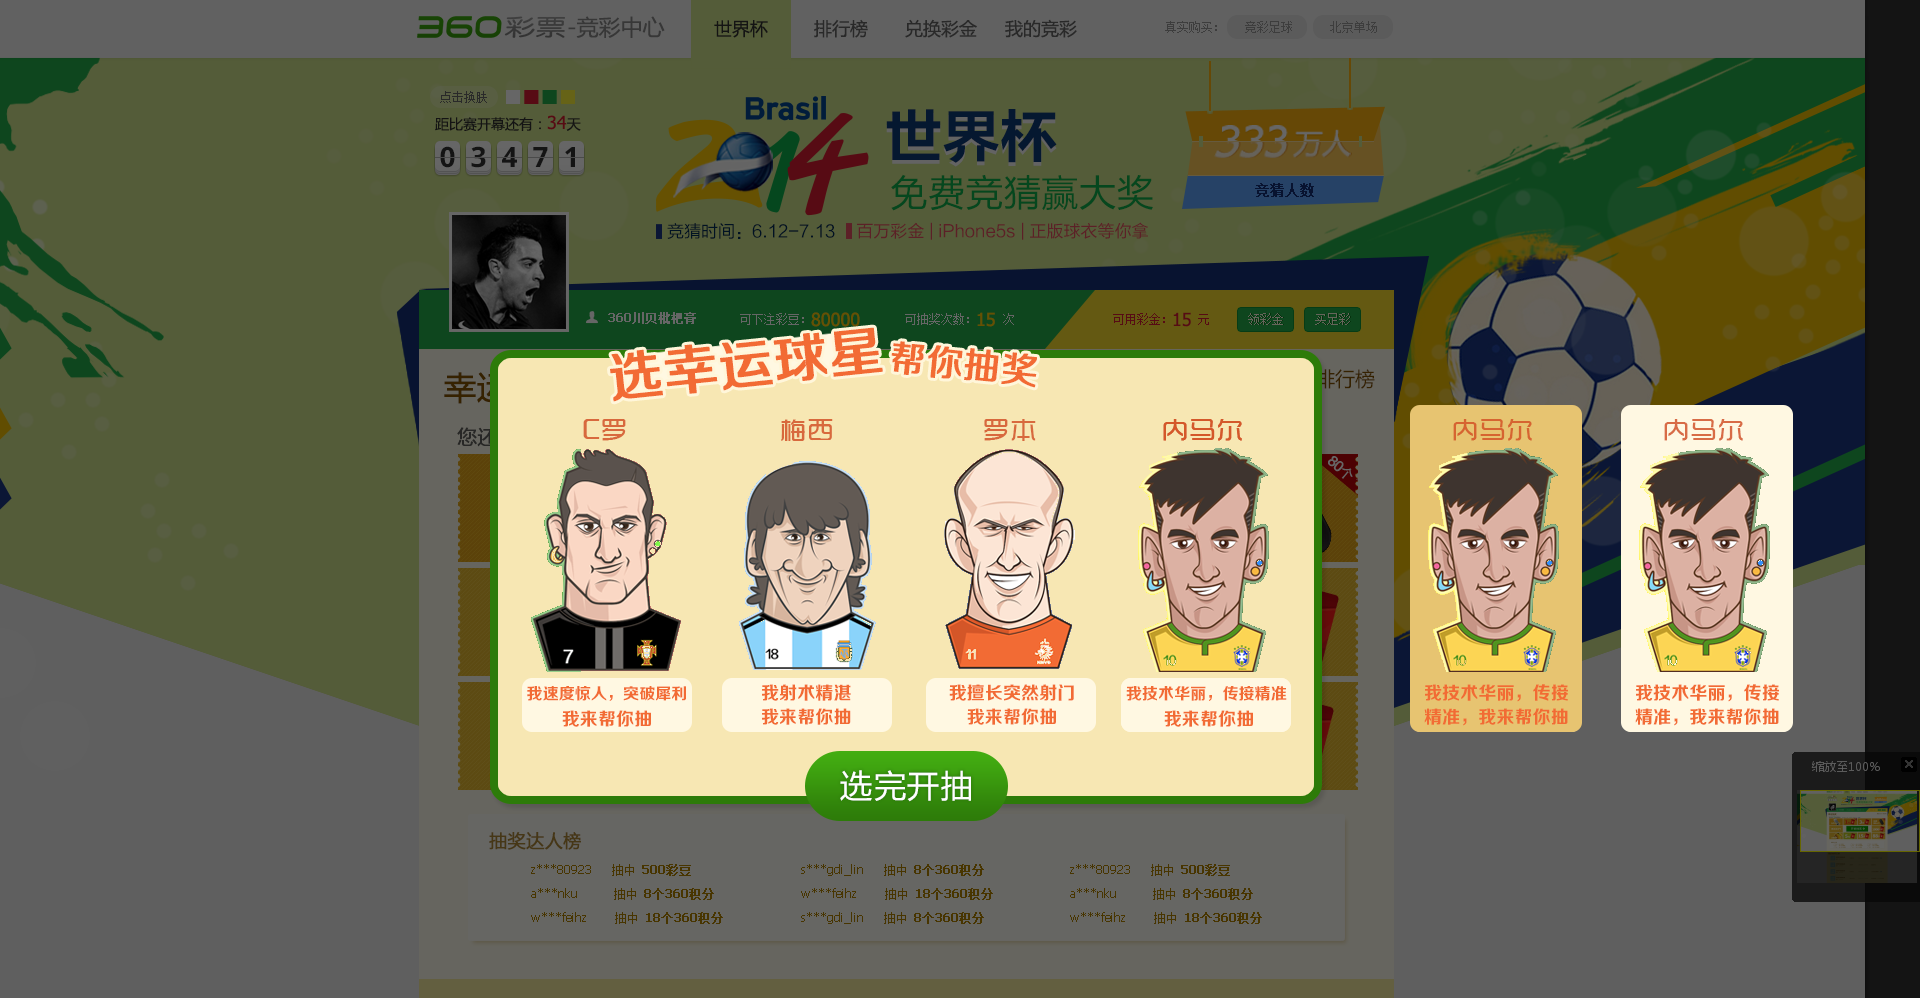 360彩票-竞彩中心
世界杯
排行榜
兑换彩金
我的竞彩
真实购买：
竞彩足球
北京单场
点击换肤
距比赛开幕还有：34天
03471
Brasil
2014
世界杯
免费竞猜赢大奖
竞猜时间：6.12-7.13
百万彩金 | iPhone5s | 正版球衣等你拿
333万人
竞猜人数
360川贝枇杷膏
可下注彩豆：80000
可抽奖次数：15 次
可用彩金：15 元
领彩金
买足彩
幸运
排行榜
您还
80个
选幸运球星帮你抽奖
C罗
梅西
罗本
内马尔
内马尔
内马尔
7
18
11
10
10
10
我速度惊人，突破犀利
我来帮你抽
我射术精湛
我来帮你抽
我擅长突然射门
我来帮你抽
我技术华丽，传接精准
我来帮你抽
我技术华丽，传接
精准，我来帮你抽
我技术华丽，传接
精准，我来帮你抽
选完开抽
缩放至100%
抽奖达人榜
z***80923 抽中 500彩豆
s***gdi_lin 抽中 8个360积分
z***80923 抽中 500彩豆
a***nku 抽中 8个360积分
w***feihz 抽中 18个360积分
a***nku 抽中 8个360积分
w***feihz 抽中 18个360积分
s***gdi_lin 抽中 8个360积分
w***feihz 抽中 18个360积分